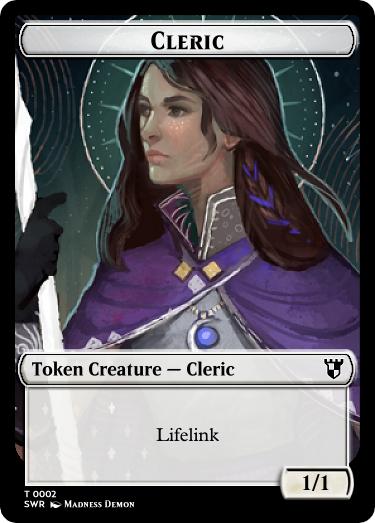 Cleric
Token Creature — Cleric
Lifelink
1/1
T 0002
SWR Madness Demon